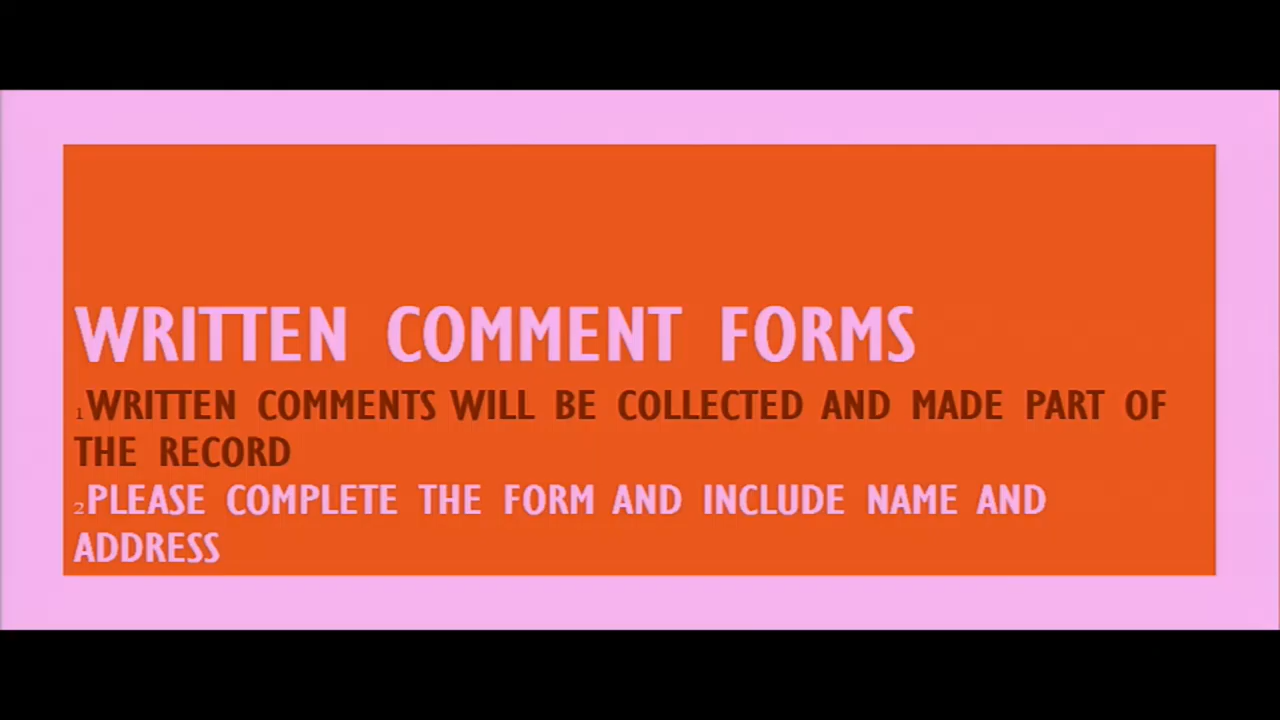 WRITTEN COMMENT FORMS
1WRITTEN COMMENTS WILL BE COLLECTED AND MADE PART OF
THE RECORD
2PLEASE COMPLETE THE FORM AND INCLUDE NAME AND
ADDRESS